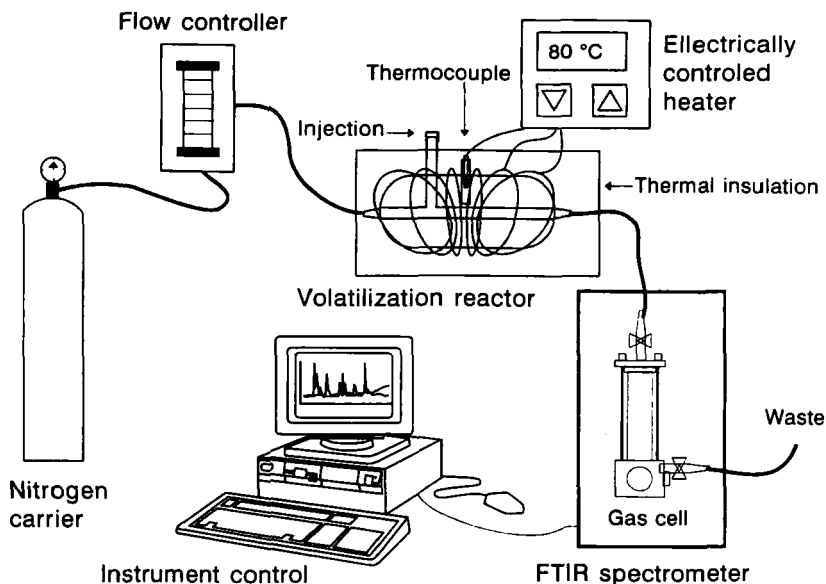 Flow controller
80 °C
Ellectrically
controled
heater
Thermocouple
Injection
Thermal insulation
Volatilization reactor
Waste
Nitrogen
carrier
Gas cell
Instrument control
FTIR spectrometer